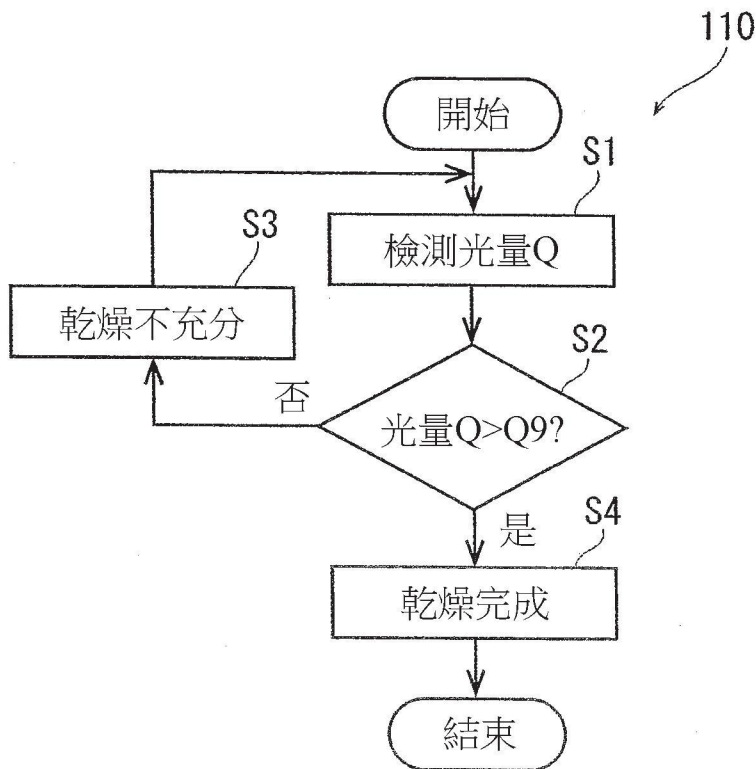 110
開始
S1
檢測光量Q
S3
乾燥不充分
S2
光量Q>Q9?
否
是
S4
乾燥完成
結束